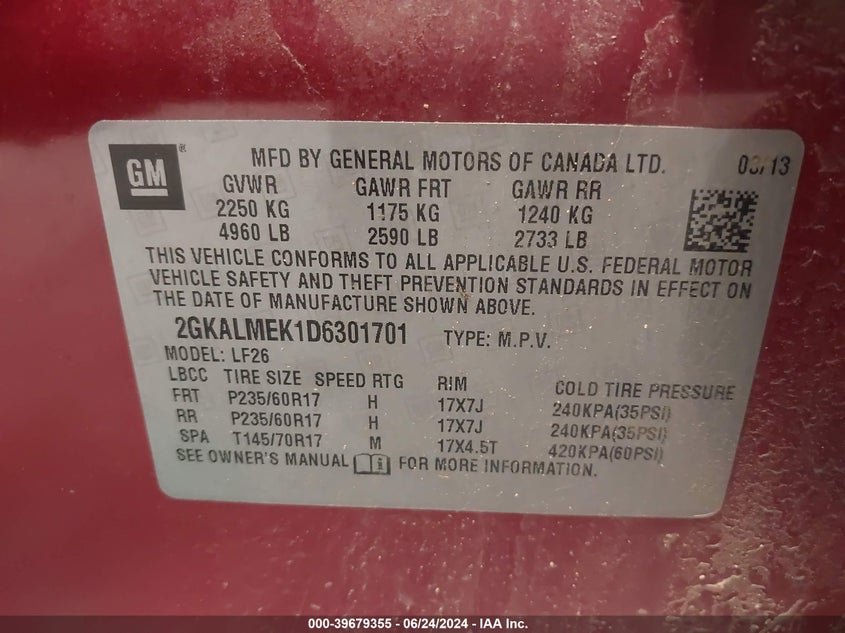 GM ®
MFD BY GENERAL MOTORS OF CANADA LTD. 03/13
GVWR GAWR FRT GAWR RR
2250 KG 1175 KG 1240 KG
4960 LB 2590 LB 2733 LB
THIS VEHICLE CONFORMS TO ALL APPLICABLE U.S. FEDERAL MOTOR
VEHICLE SAFETY AND THEFT PREVENTION STANDARDS IN EFFECT ON
THE DATE OF MANUFACTURE SHOWN ABOVE.
2GKALMEK1D6301701 TYPE: M.P.V.
MODEL: LF26
LBCC TIRE SIZE SPEED RTG RIM COLD TIRE PRESSURE
FRT P235/60R17 H 17X7J 240KPA(35PSI)
RR P235/60R17 H 17X7J 240KPA(35PSI)
SPA T145/70R17 M 17X4.5T 420KPA(60PSI)
SEE OWNER'S MANUAL i FOR MORE INFORMATION.
000-39679355 - 06/24/2024 - IAA Inc.